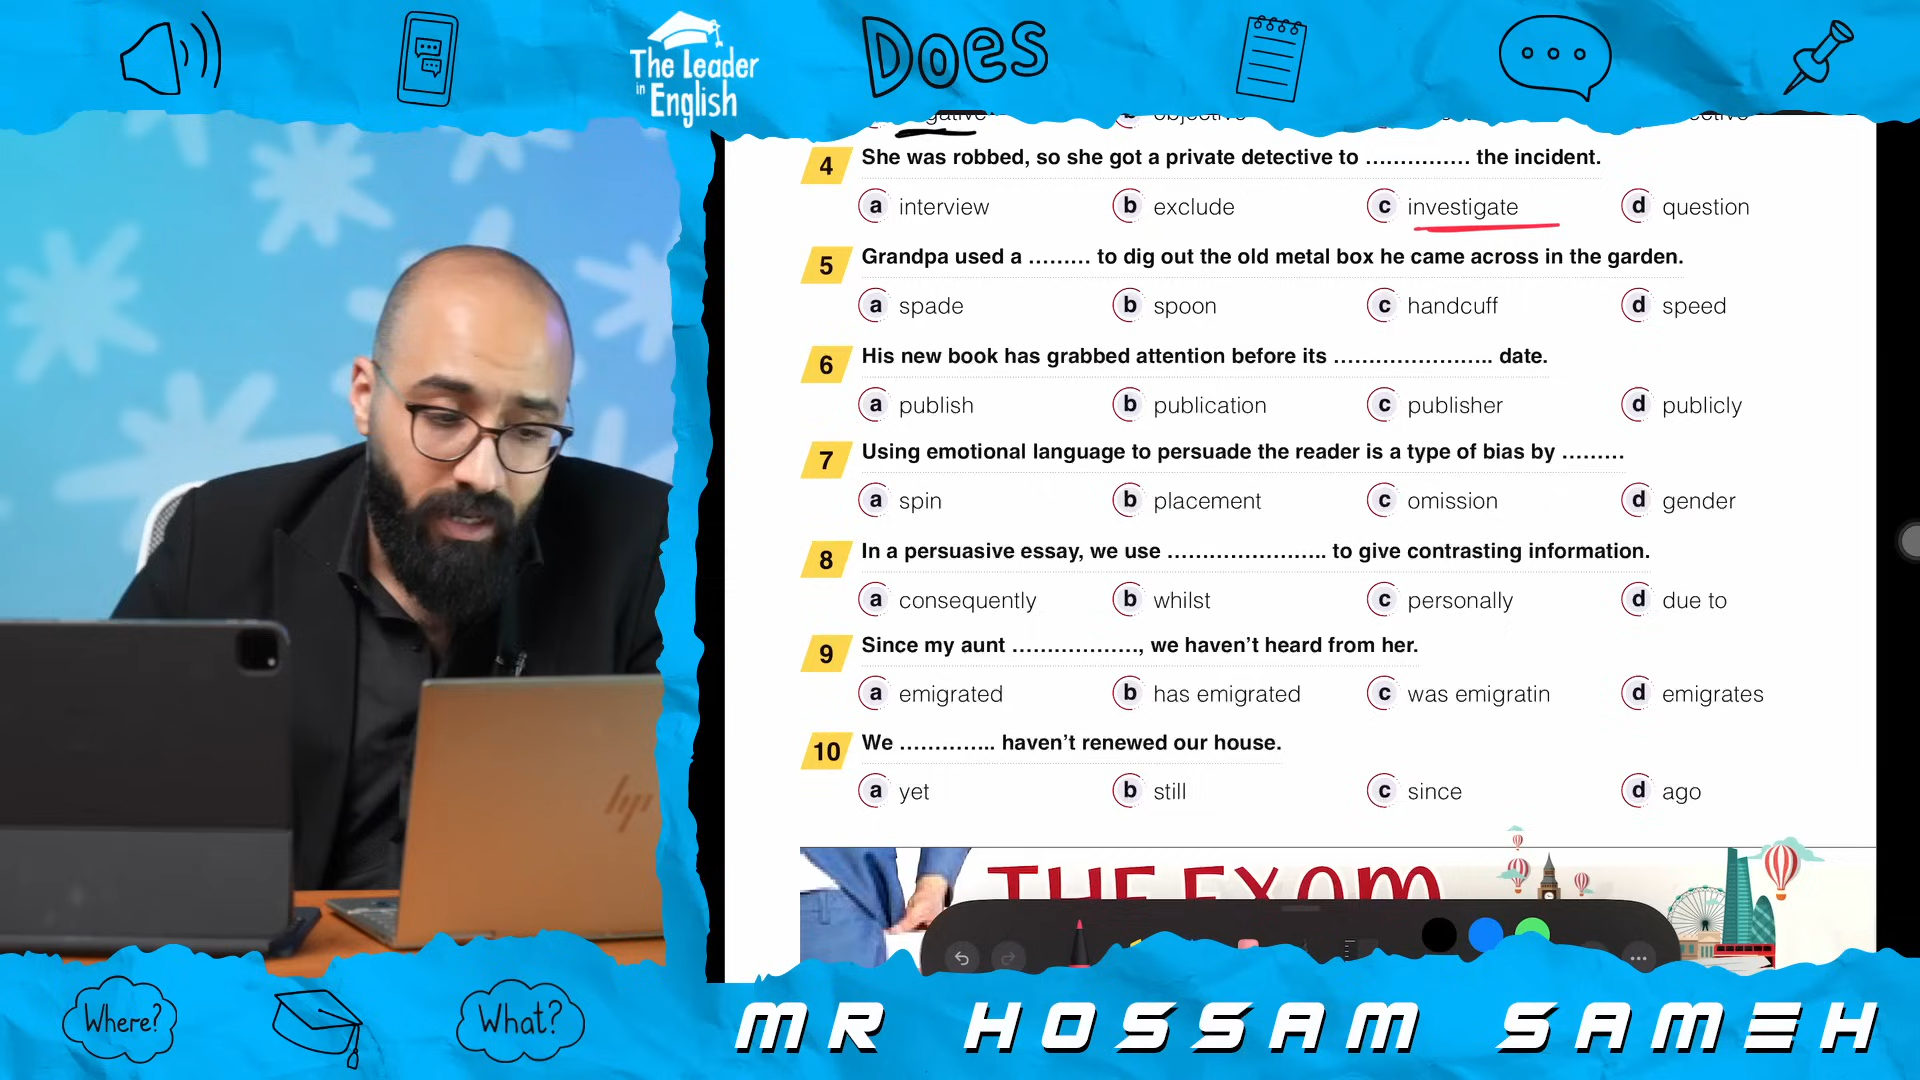 The Leader
in English
Does
4 She was robbed, so she got a private detective to …………… the incident.
a interview b exclude c investigate d question
5 Grandpa used a ……… to dig out the old metal box he came across in the garden.
a spade b spoon c handcuff d speed
6 His new book has grabbed attention before its ………………….. date.
a publish b publication c publisher d publicly
7 Using emotional language to persuade the reader is a type of bias by ………
a spin b placement c omission d gender
8 In a persuasive essay, we use ………………….. to give contrasting information.
a consequently b whilst c personally d due to
9 Since my aunt ………………, we haven't heard from her.
a emigrated b has emigrated c was emigratin d emigrates
10 We ………….. haven't renewed our house.
a yet b still c since d ago
THE EXAM
hp
Where?
What?
MR HOSSAM SAMEH